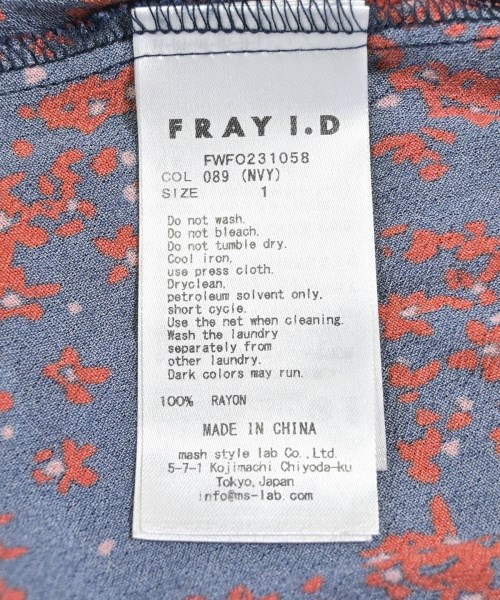 FRAY I.D
FWFO231058
COL 089 (NVY)
SIZE 1
Do not wash.
Do not bleach.
Do not tumble dry.
Cool iron,
use press cloth.
Dryclean,
petroleum solvent only.
short cycle.
Use the net when cleaning.
Wash the laundry
separately from
other laundry.
Dark colors may run.
100% RAYON
MADE IN CHINA
mash style lab Co.,Ltd.
5-7-1 Kojimachi Chiyoda-ku
Tokyo, Japan
info@ms-lab.com